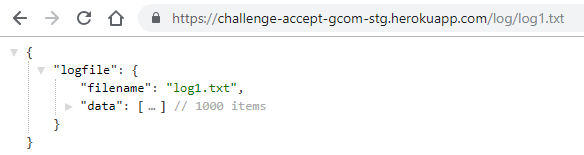 https://challenge-accept-gcom-stg.herokuapp.com/log/log1.txt
{
"logfile": {
"filename": "log1.txt",
"data": [ … ] // 1000 items
}
}